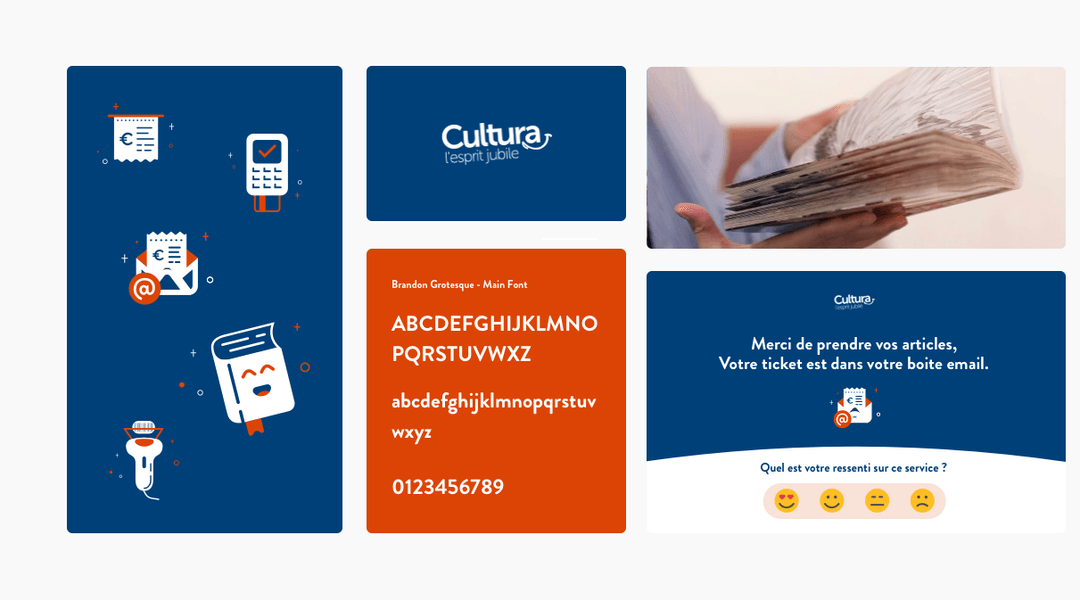 Cultura
l'esprit jubile
Brandon Grotesque - Main Font
ABCDEFGHIJKLMNO
PQRSTUVWXZ
abcdefghijklmnopqrstuv
wxyz
0123456789
Cultura
l'esprit jubile
Merci de prendre vos articles,
Votre ticket est dans votre boite email.
Quel est votre ressenti sur ce service ?